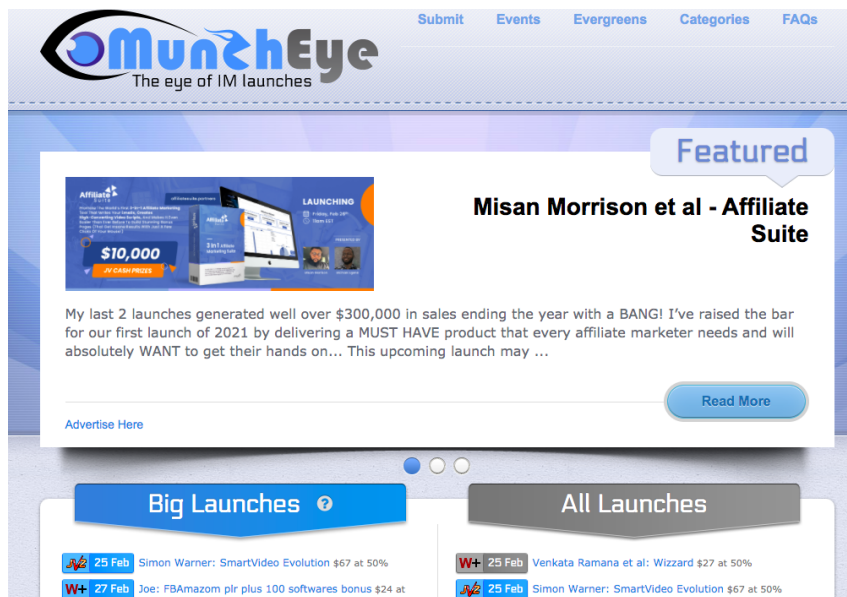 Submit Events Evergreens Categories FAQs
MunchEye
The eye of IM launches
Featured
Misan Morrison et al - Affiliate
Suite
Affiliate
Suite
LAUNCHING
$10,000
JV CASH PRIZES
My last 2 launches generated well over $300,000 in sales ending the year with a BANG! I’ve raised the bar
for our first launch of 2021 by delivering a MUST HAVE product that every affiliate marketer needs and will
absolutely WANT to get their hands on... This upcoming launch may ...
Read More
Advertise Here
Big Launches ?
All Launches
JV2 25 Feb Simon Warner: SmartVideo Evolution $67 at 50%
W+ 27 Feb Joe: FBAmazom plr plus 100 softwares bonus $24 at
W+ 25 Feb Venkata Ramana et al: Wizzard $27 at 50%
JV2 25 Feb Simon Warner: SmartVideo Evolution $67 at 50%